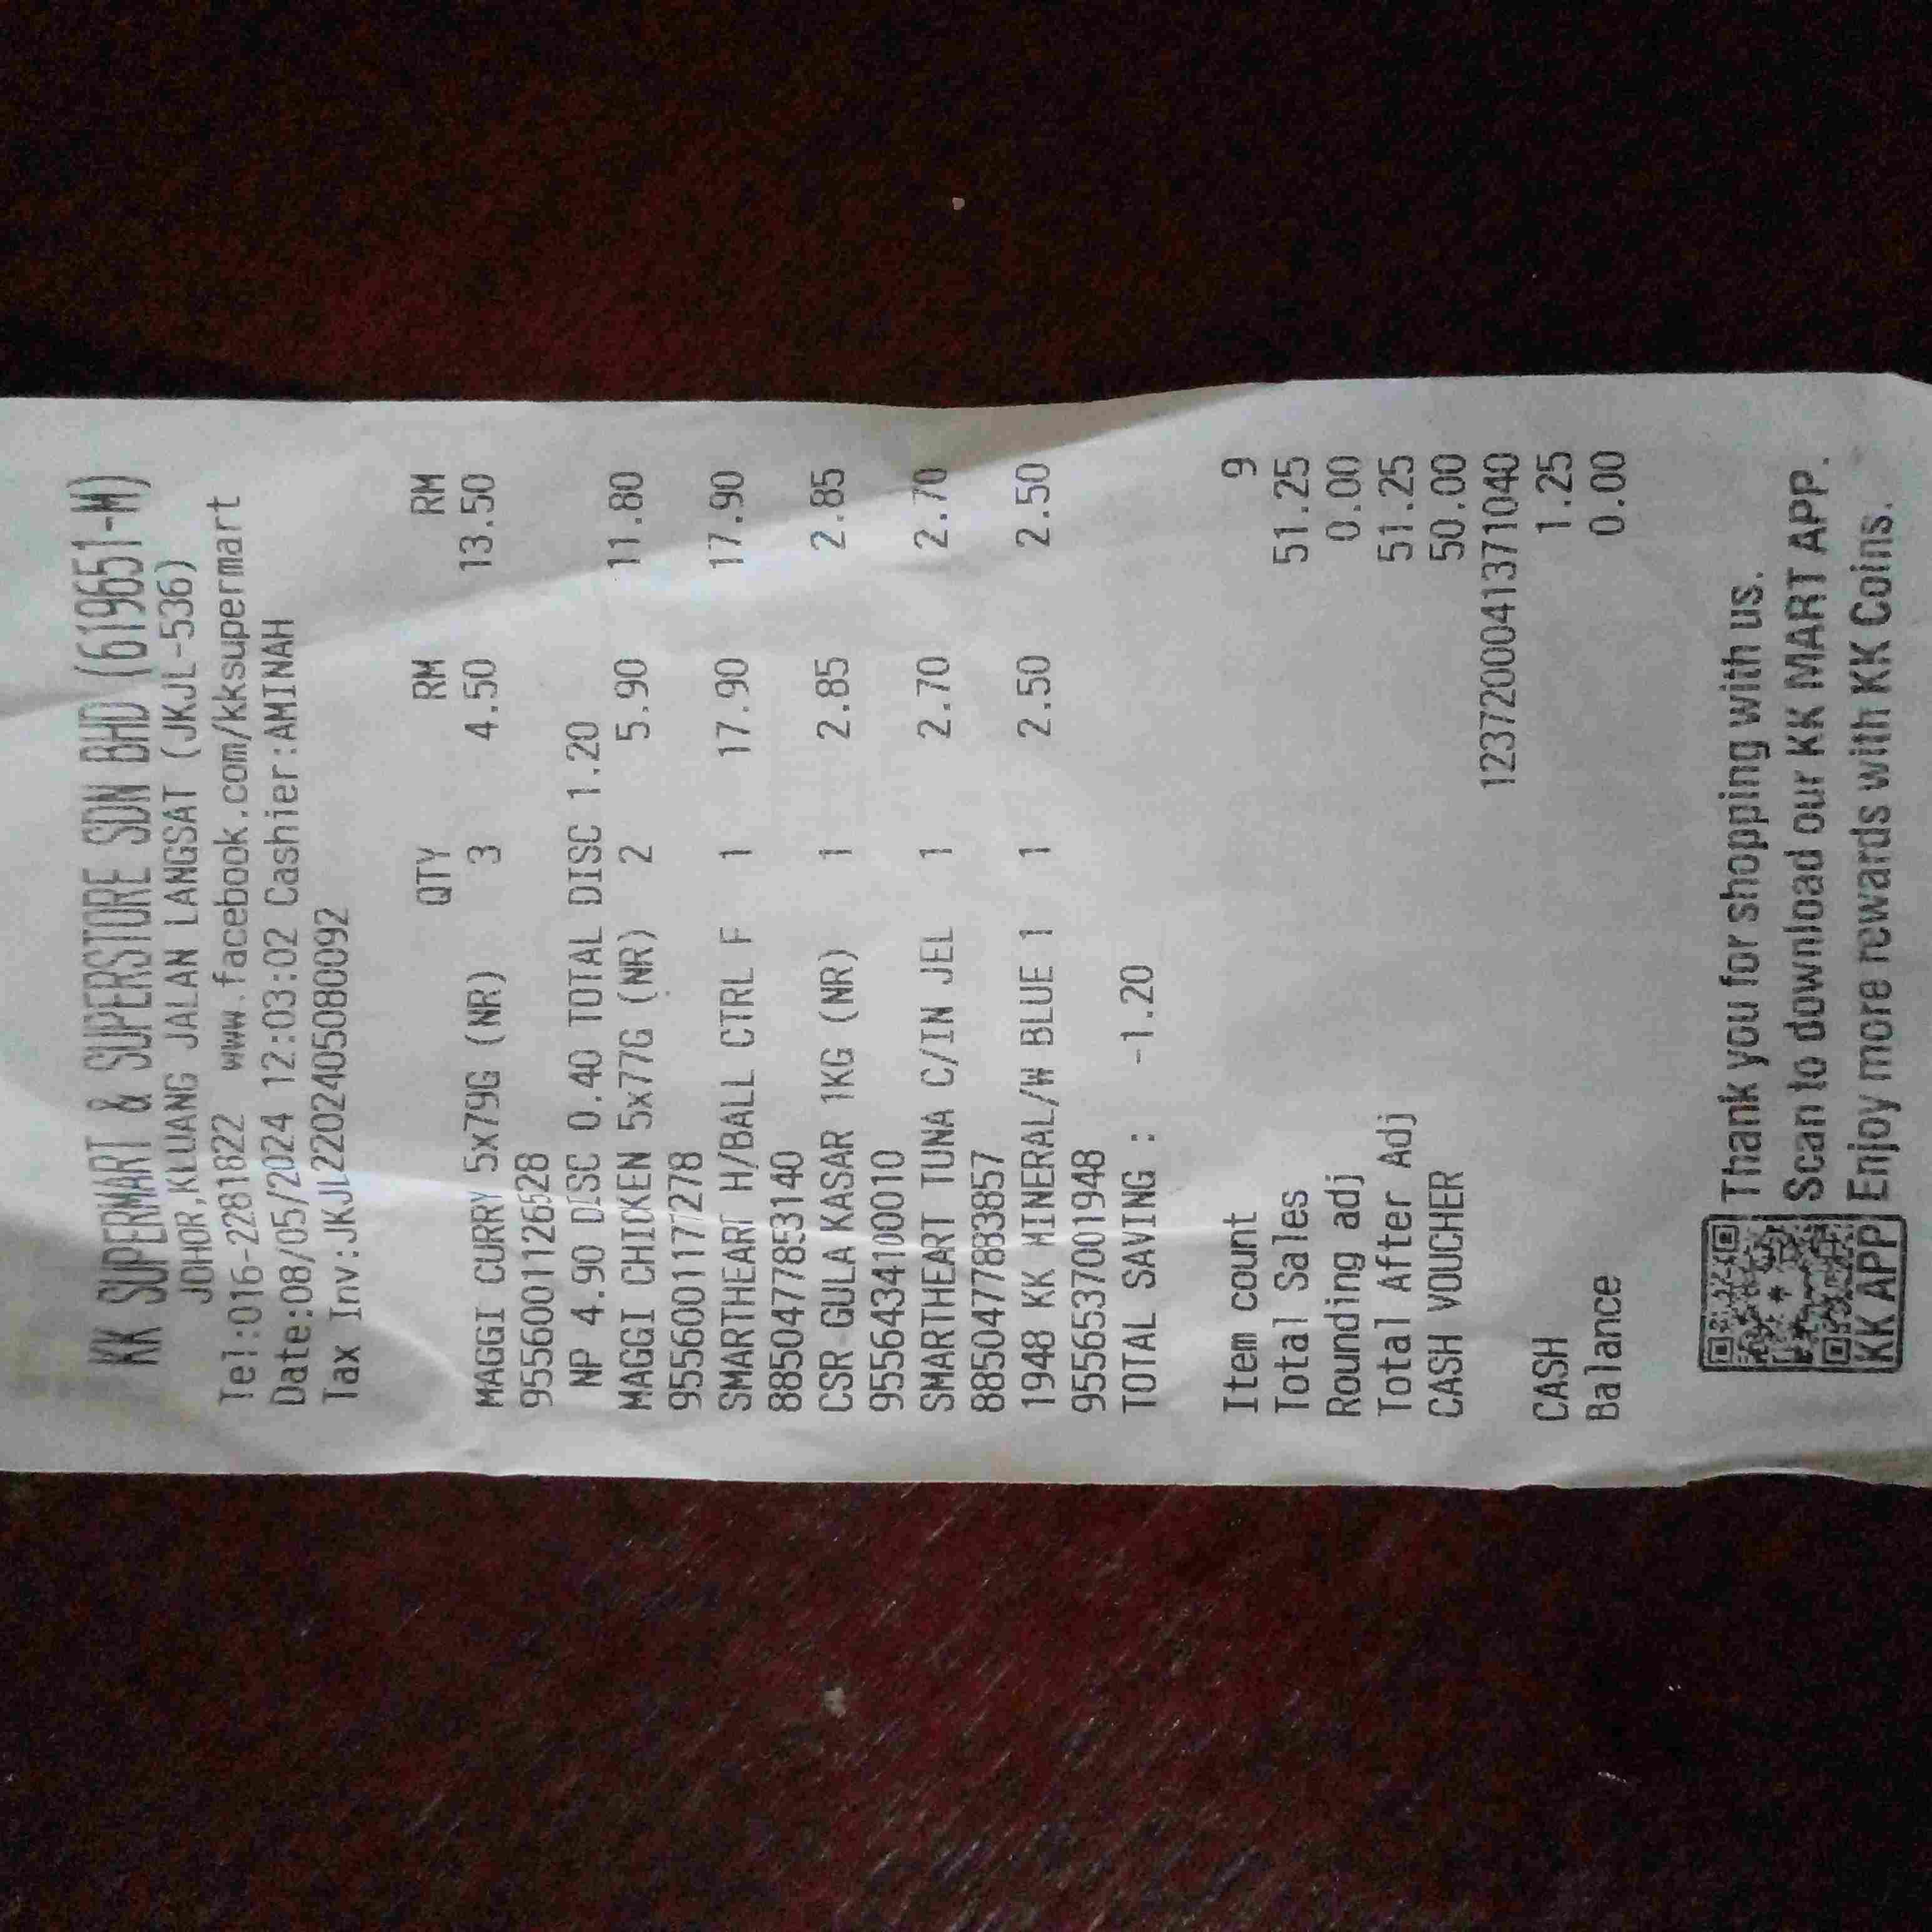 KK SUPERMART & SUPERSTORE SDN BHD (619651-M)
JOHOR,KLUANG JALAN LANGSAT (JKJL-536)
Tel:016-2281822 www.facebook.com/kksupermart
Date:08/05/2024 12:03:02 Cashier:AMINAH
Tax Inv:JKJL2202405080092
QTY RM RM
MAGGI CURRY 5x79G (NR) 3 4.50 13.50
9556001126528
NP 4.90 DISC 0.40 TOTAL DISC 1.20
MAGGI CHICKEN 5x77G (NR) 2 5.90 11.80
9556001177278
SMARTHEART H/BALL CTRL F 1 17.90 17.90
8850477853140
CSR GULA KASAR 1KG (NR) 1 2.85 2.85
9556434100010
SMARTHEART TUNA C/IN JEL 1 2.70 2.70
8850477883857
1948 KK MINERAL/W BLUE 1 1 2.50 2.50
9556537001948
TOTAL SAVING : -1.20
Item count 9
Total Sales 51.25
Rounding adj 0.00
Total After Adj 51.25
CASH VOUCHER 50.00
1237200041371040
CASH 1.25
Balance 0.00
Thank you for shopping with us.
Scan to download our KK MART APP.
KK APP Enjoy more rewards with KK Coins.